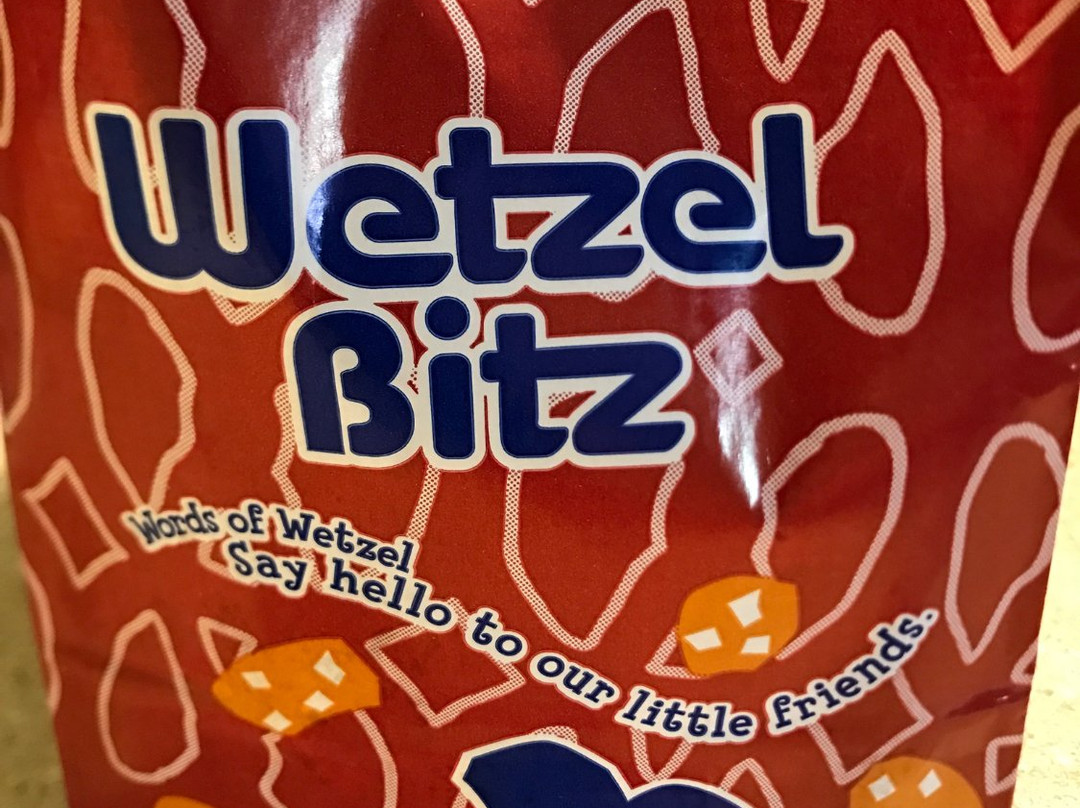 Wetzel
Bitz
Words of Wetzel
Say hello to our little friends.